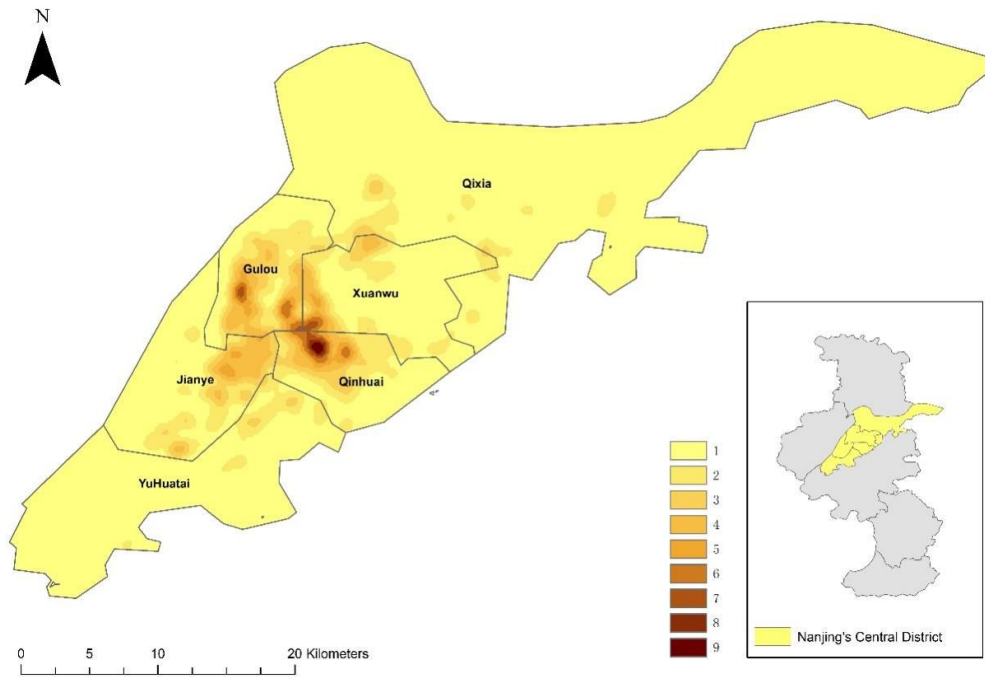 N
Qixia
Gulou
Xuanwu
Jianye
Qinhuai
YuHuatai
1
2
3
4
5
6
7
8
9
Nanjing's Central District
0 5 10 20 Kilometers